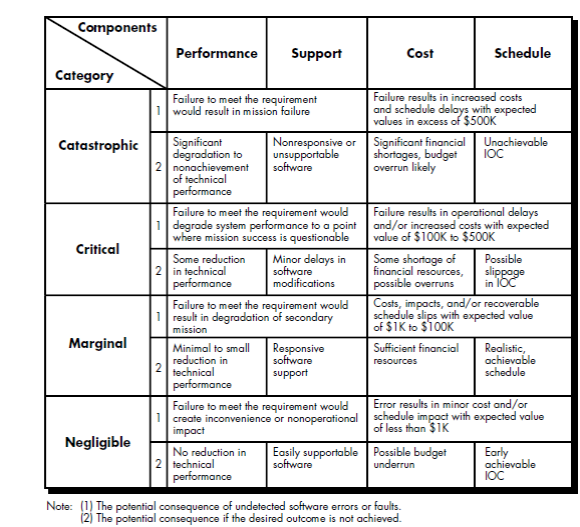 Components
Performance
Support
Cost
Schedule
Category
Catastrophic
1
Failure to meet the requirement
would result in mission failure
Failure results in increased costs
and schedule delays with expected
values in excess of $500K
2
Significant
degradation to
nonachievement
of technical
performance
Nonresponsive or
unsupportable
software
Significant financial
shortages, budget
overrun likely
Unachievable
IOC
Critical
1
Failure to meet the requirement would
degrade system performance to a point
where mission success is questionable
Failure results in operational delays
and/or increased costs with expected
value of $100K to $500K
2
Some reduction
in technical
performance
Minor delays in
software
modifications
Some shortage of
financial resources,
possible overruns
Possible
slippage
in IOC
Marginal
1
Failure to meet the requirement would
result in degradation of secondary
mission
Costs, impacts, and/or recoverable
schedule slips with expected value
of $1K to $100K
2
Minimal to small
reduction in
technical
performance
Responsive
software
support
Sufficient financial
resources
Realistic,
achievable
schedule
Negligible
1
Failure to meet the requirement would
create inconvenience or nonoperational
impact
Error results in minor cost and/or
schedule impact with expected value
of less than $1K
2
No reduction in
technical
performance
Easily supportable
software
Possible budget
underrun
Early
achievable
IOC
Note: (1) The potential consequence of undetected software errors or faults.
(2) The potential consequence if the desired outcome is not achieved.